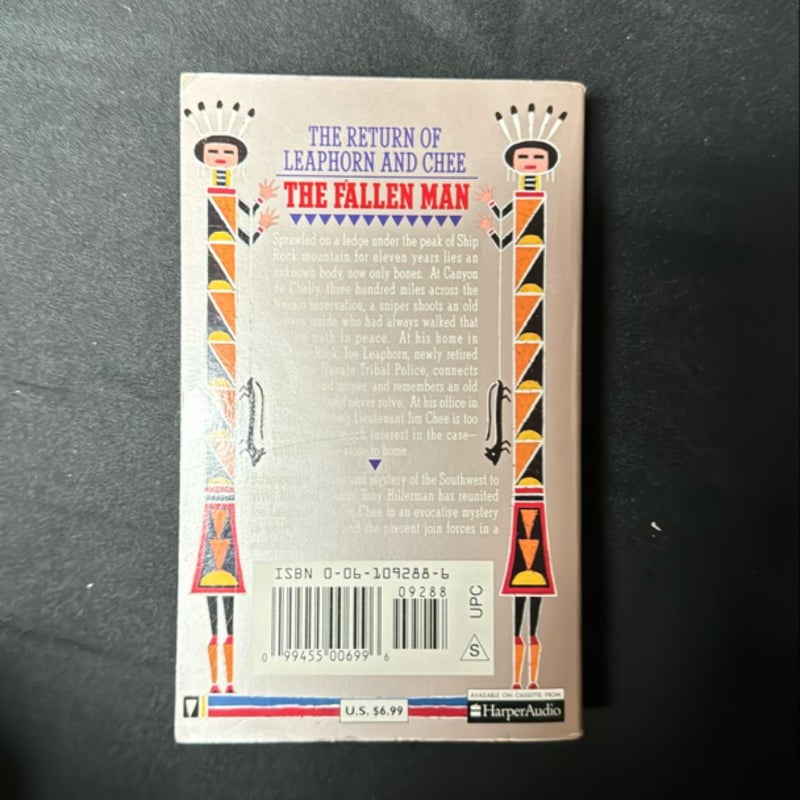 THE RETURN OF
LEAPHORN AND CHEE
THE FALLEN MAN
Sprawled on a ledge under the peak of Ship
Rock mountain for eleven years lies an
unknown body, now only bones. At Canyon
de Chelly, three hundred miles across the
Navajo reservation, a sniper shoots an old
guide who had always walked that
path in peace. At his home in
Rock, Joe Leaphorn, newly retired
Navajo Tribal Police, connects
and sniper, and remembers an old
never solve. At his office in
Lieutenant Jim Chee is too
much interest in the case—
to home.
and mystery of the Southwest to
Tony Hillerman has reunited
Chee in an evocative mystery
and the present join forces in a
ISBN 0-06-109288-6
09288
0 99455 00699 6
UPC
S
AVAILABLE ON CASSETTE FROM
U.S. $6.99
HarperAudio